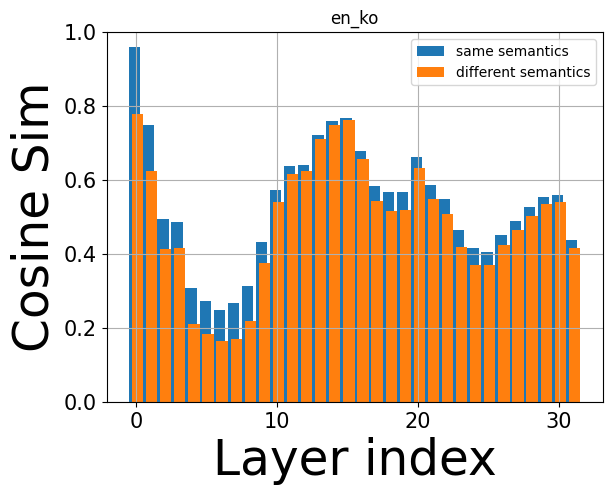 en_ko
same semantics
different semantics
Cosine Sim
1.0
0.8
0.6
0.4
0.2
0.0
0 10 20 30
Layer index